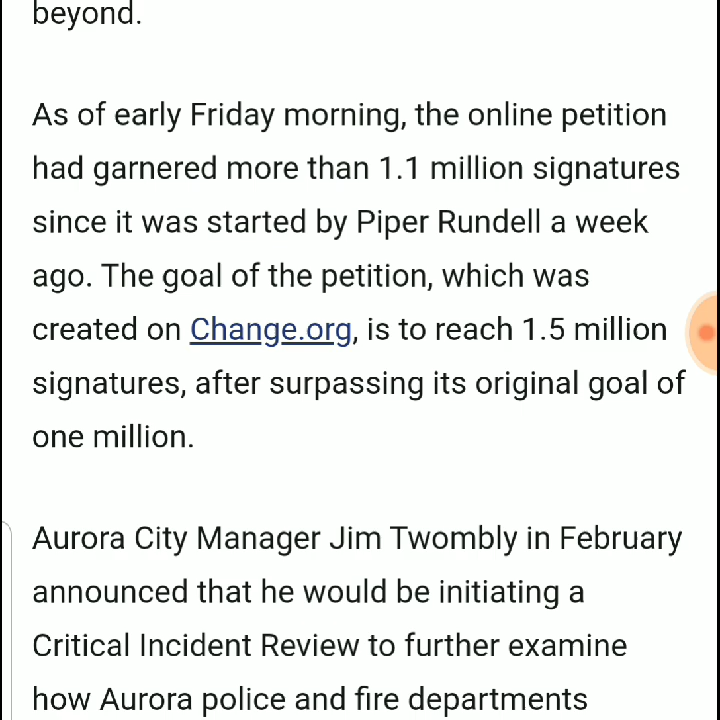 beyond.
As of early Friday morning, the online petition
had garnered more than 1.1 million signatures
since it was started by Piper Rundell a week
ago. The goal of the petition, which was
created on Change.org, is to reach 1.5 million
signatures, after surpassing its original goal of
one million.
Aurora City Manager Jim Twombly in February
announced that he would be initiating a
Critical Incident Review to further examine
how Aurora police and fire departments